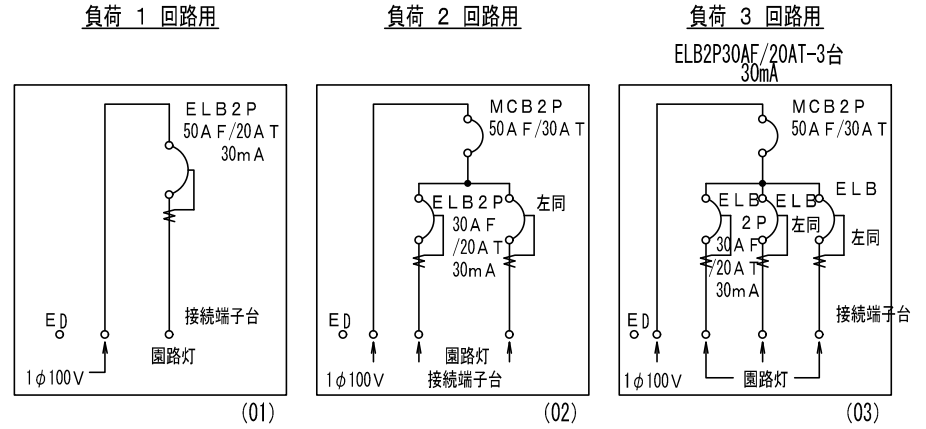 負荷 1 回路用
ELB2P
50AF/20AT
30mA
接続端子台
ED
園路灯
1φ100V
(01)
負荷 2 回路用
MCB2P
50AF/30AT
ELB2P
30AF
/20AT
30mA
左同
ED
園路灯
1φ100V
接続端子台
(02)
負荷 3 回路用
ELB2P30AF/20AT-3台
30mA
MCB2P
50AF/30AT
ELB
2P
30AF
/20AT
30mA
ELB
左同
ELB
左同
接続端子台
ED
1φ100V
園路灯
(03)